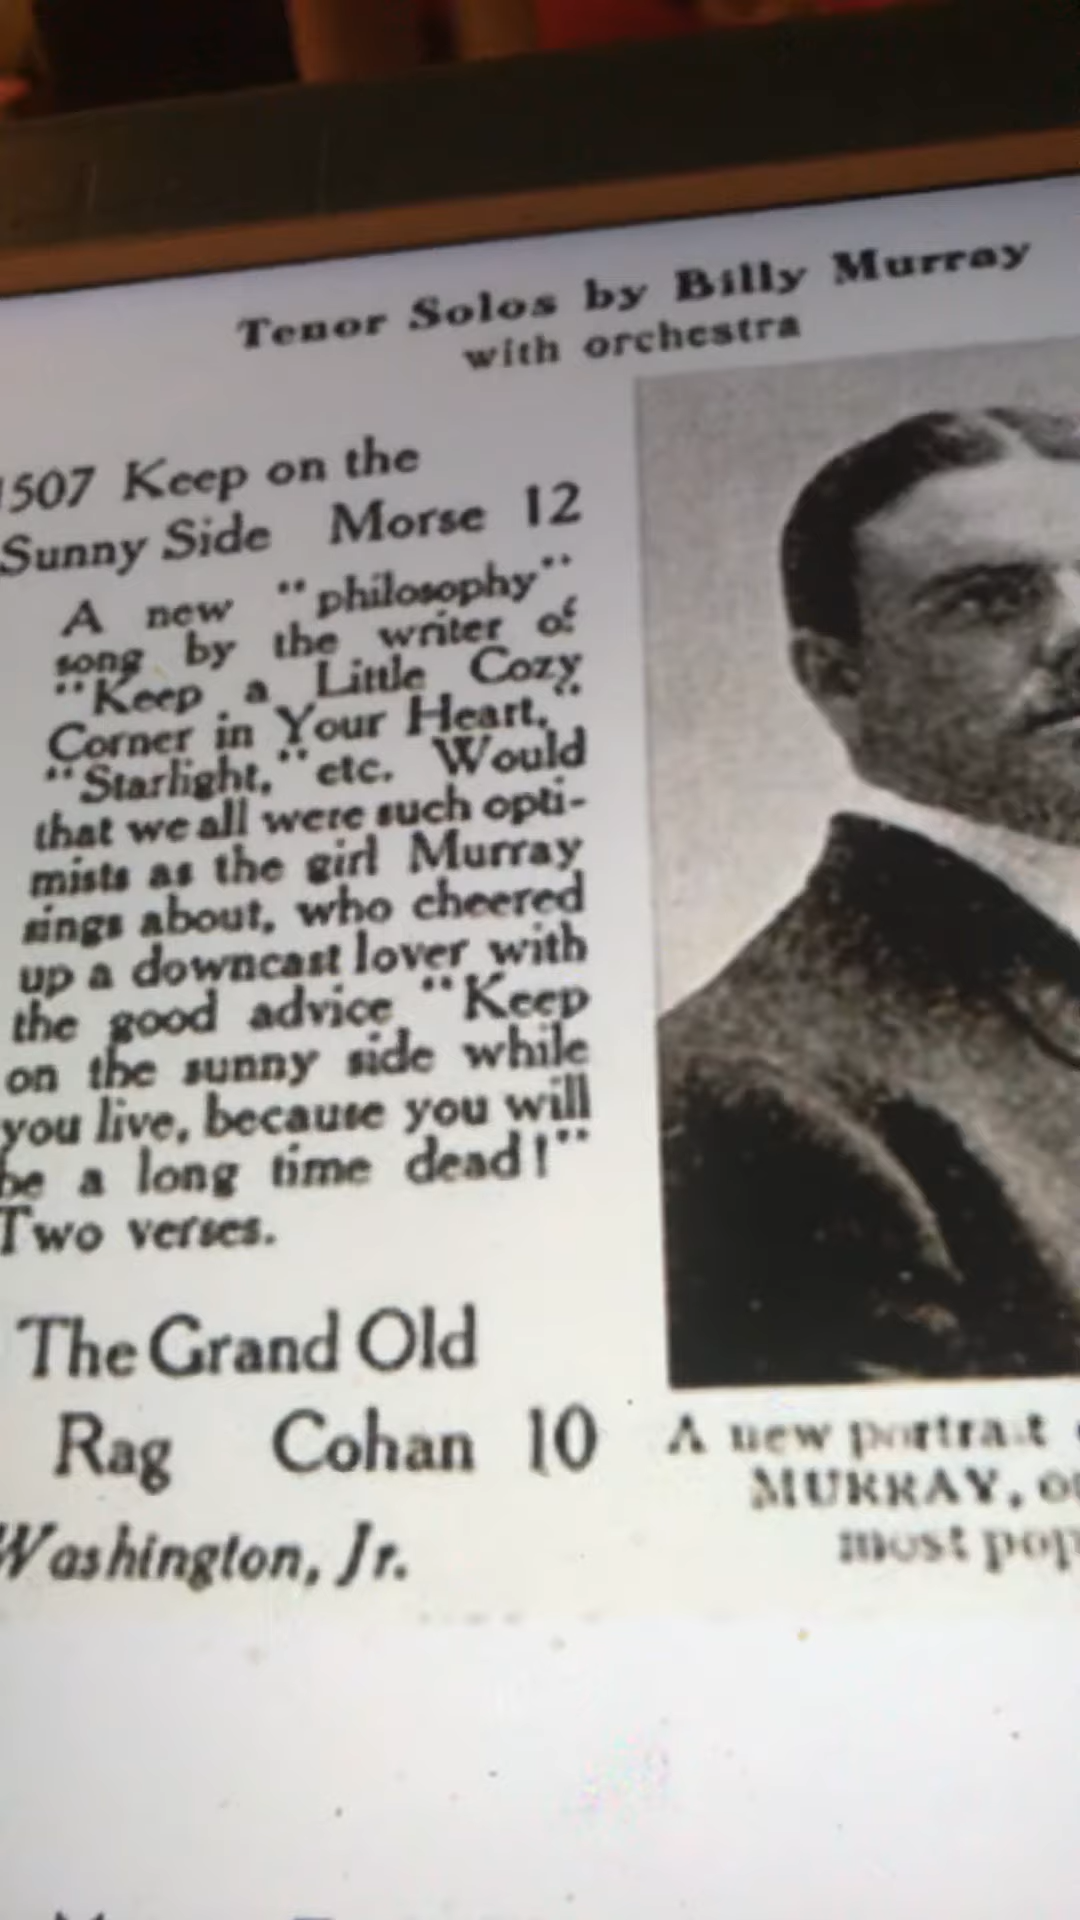 Tenor Solos by Billy Murray
with orchestra
1507 Keep on the
Sunny Side Morse 12
A new "philosophy"
song by the writer of
"Keep a Little Cozy
Corner in Your Heart,"
"Starlight," etc. Would
that we all were such opti-
mists as the girl Murray
sings about, who cheered
up a downcast lover with
the good advice "Keep
on the sunny side while
you live, because you will
be a long time dead!"
Two verses.
The Grand Old
Rag Cohan 10
Washington, Jr.
A new portrait
MURRAY,
most